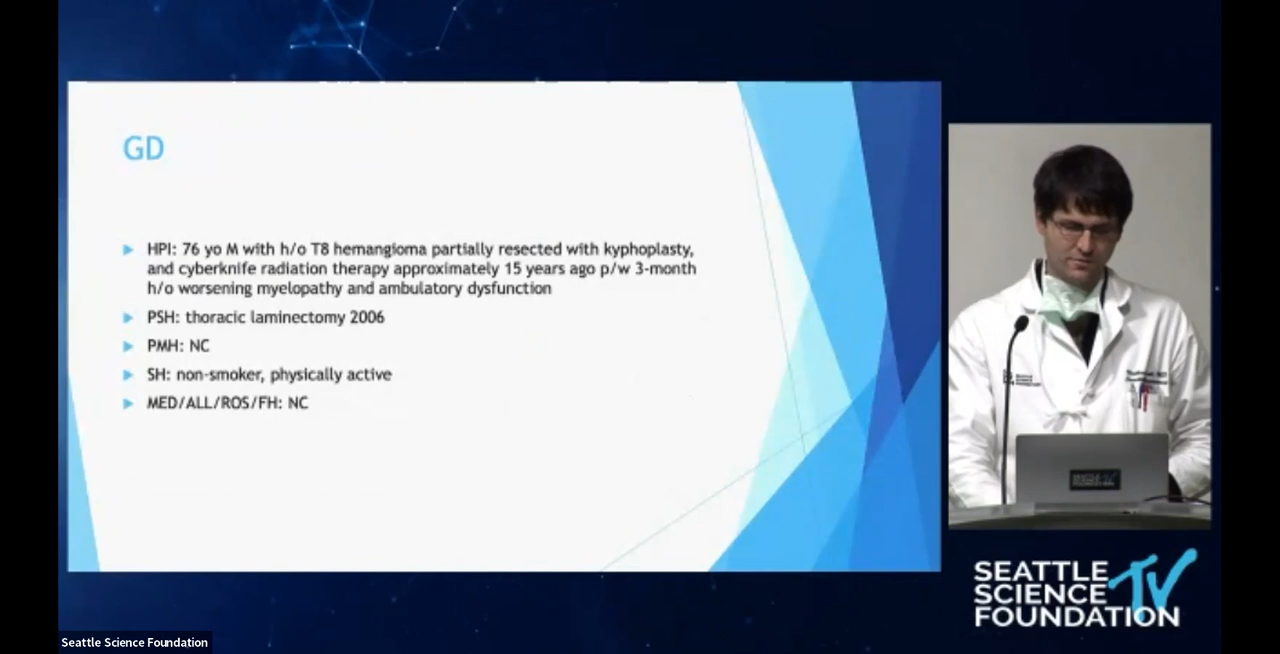 GD
HPI: 76 yo M with h/o T8 hemangioma partially resected with kyphoplasty,
and cyberknife radiation therapy approximately 15 years ago p/w 3-month
h/o worsening myelopathy and ambulatory dysfunction
PSH: thoracic laminectomy 2006
PMH: NC
SH: non-smoker, physically active
MED/ALL/ROS/FH: NC
SEATTLE
SCIENCE
FOUNDATION
TV
Seattle Science Foundation